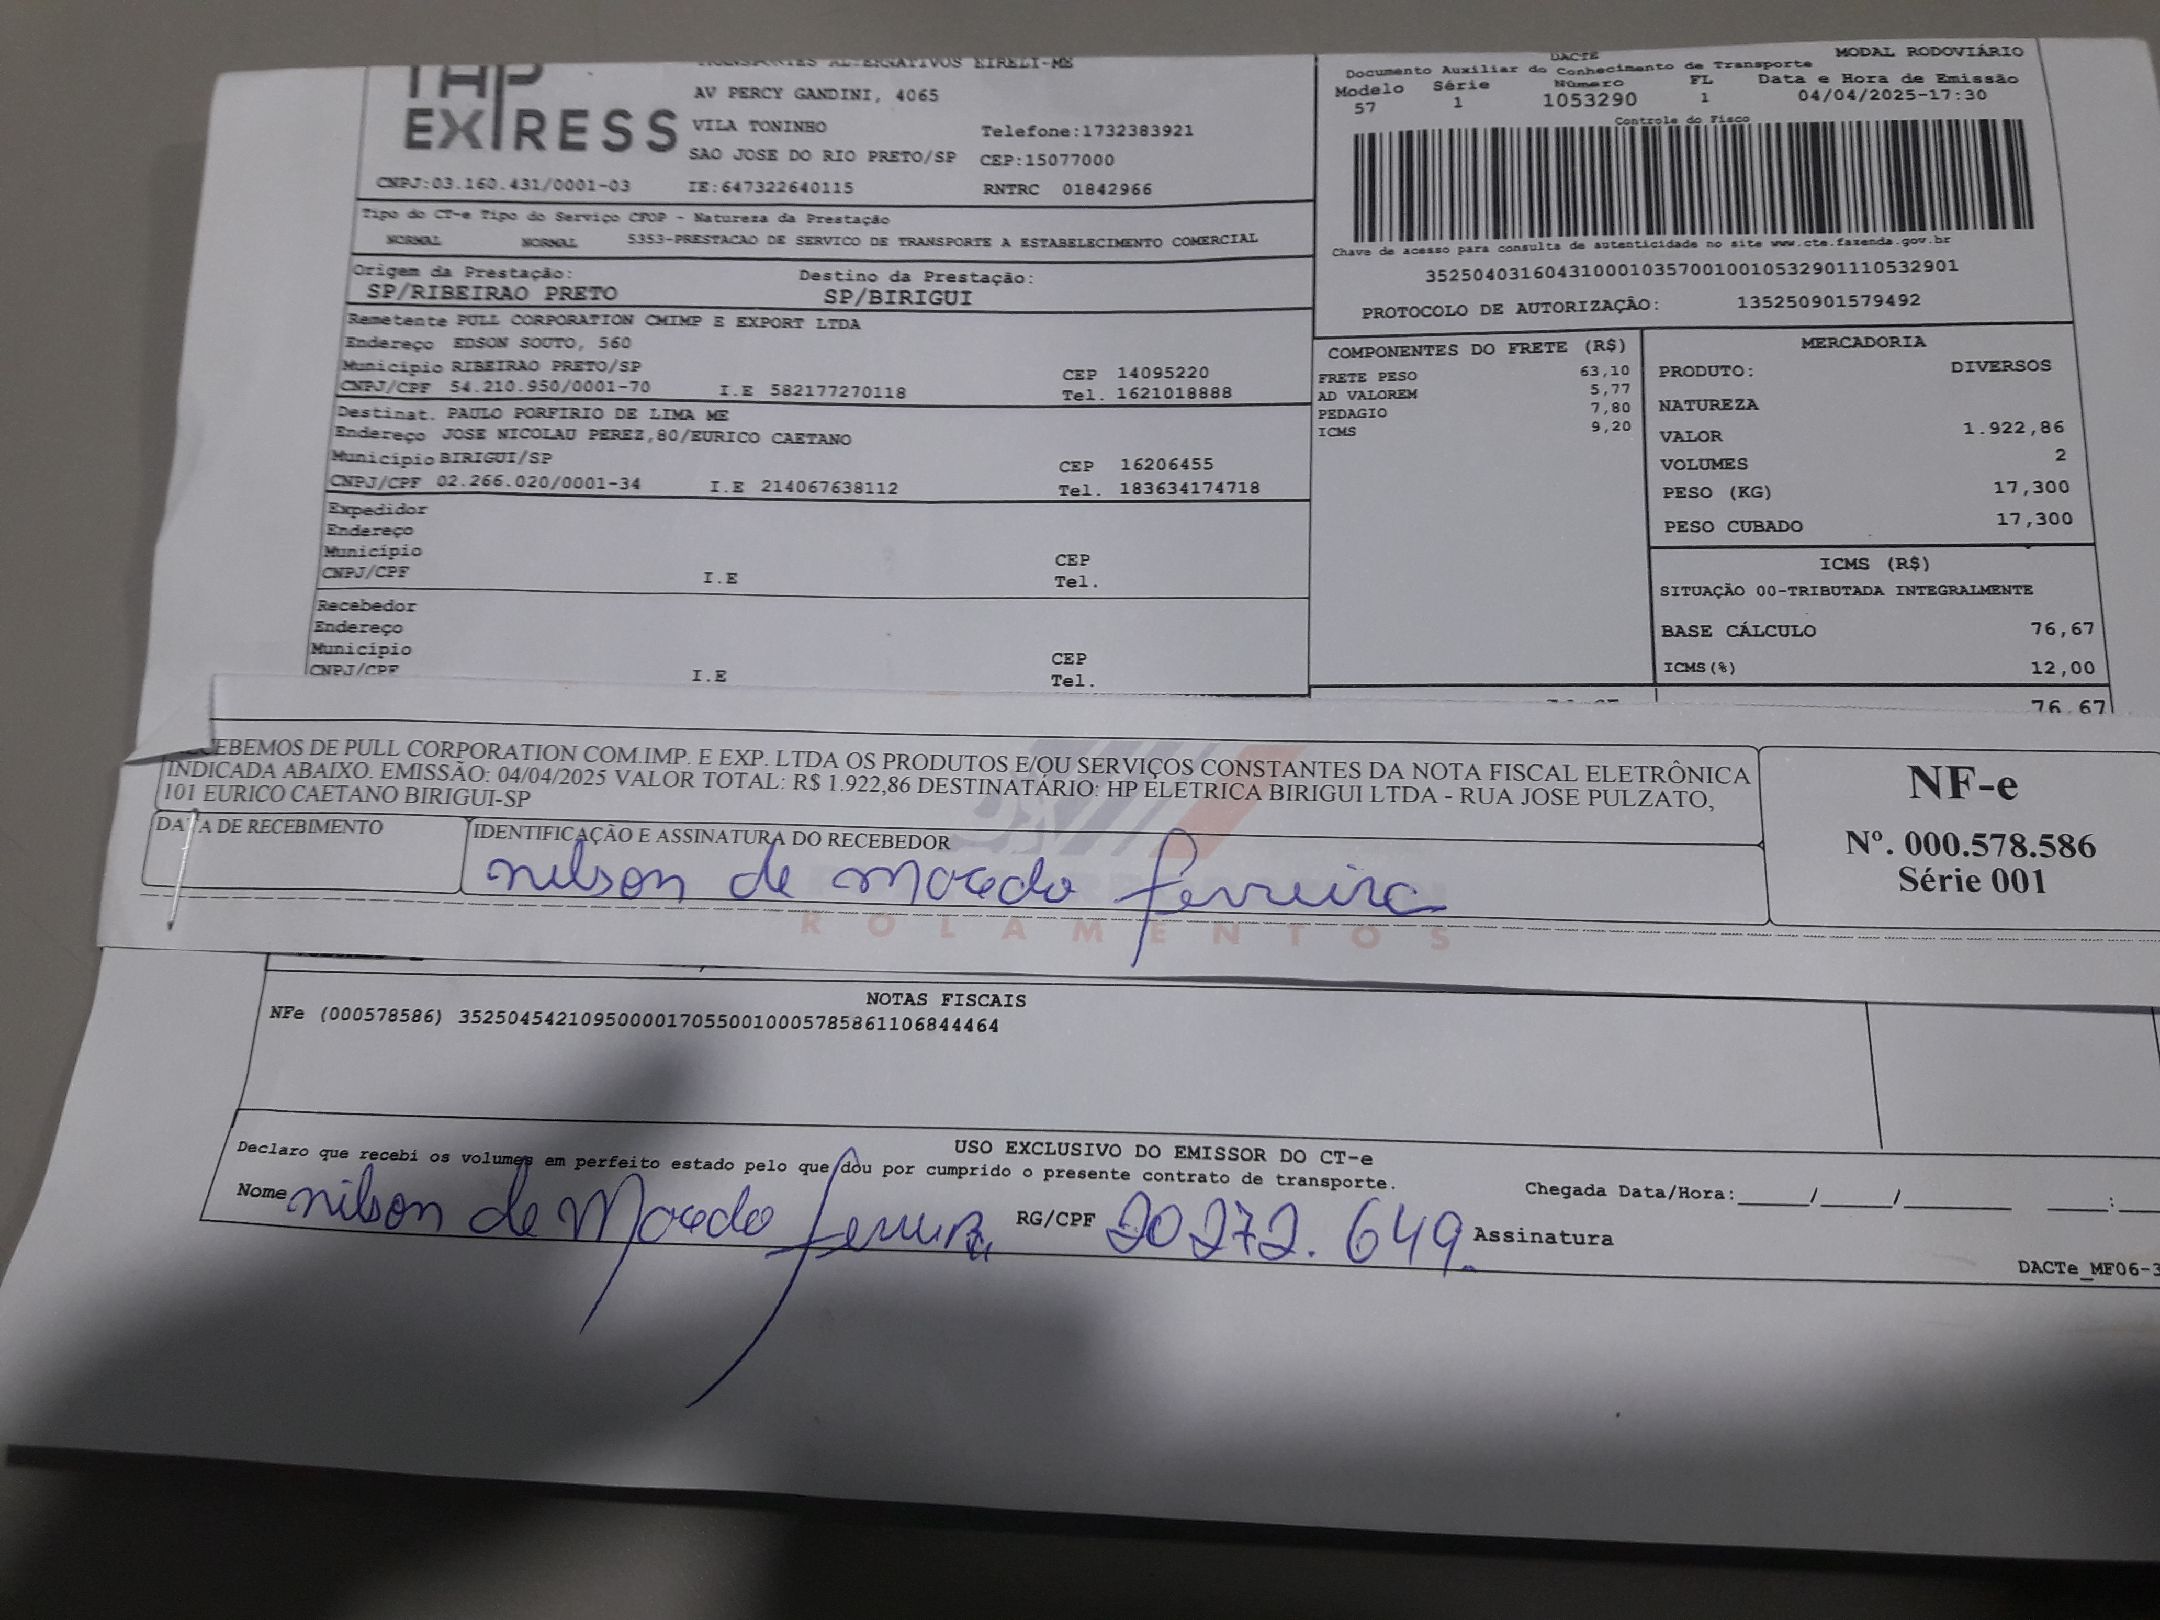 TAP
EXPRESS
ALTERNATIVOS EIRELI-ME
AV PERCY GANDINI, 4065
VILA TONINHO Telefone:1732383921
SAO JOSE DO RIO PRETO/SP CEP:15077000
CNPJ:03.160.431/0001-03 IE:647322640115 RNTRC 01842966
Tipo do CT-e Tipo do Serviço CFOP - Natureza da Prestação
NORMAL NORMAL 5353-PRESTACAO DE SERVICO DE TRANSPORTE A ESTABELECIMENTO COMERCIAL
Origem da Prestação: Destino da Prestação:
SP/RIBEIRAO PRETO SP/BIRIGUI
Remetente PULL CORPORATION CMIMP E EXPORT LTDA
Endereço EDSON SOUTO, 560
Município RIBEIRAO PRETO/SP CEP 14095220
CNPJ/CPF 54.210.950/0001-70 I.E 582177270118 Tel. 1621018888
Destinat. PAULO PORFIRIO DE LIMA ME
Endereço JOSE NICOLAU PEREZ,80/EURICO CAETANO
Município BIRIGUI/SP CEP 16206455
CNPJ/CPF 02.266.020/0001-34 I.E 214067638112 Tel. 183634174718
Expedidor
Endereço
Município CEP
CNPJ/CPF I.E Tel.
Recebedor
Endereço
Município CEP
CNPJ/CPF I.E Tel.
DACTE MODAL RODOVIÁRIO
Documento Auxiliar do Conhecimento de Transporte
Modelo Série Número FL Data e Hora de Emissão
57 1 1053290 1 04/04/2025-17:30
Controle do Fisco
Chave de acesso para consulta de autenticidade no site www.cte.fazenda.gov.br
35250403160431000103570010010532901110532901
PROTOCOLO DE AUTORIZAÇÃO: 135250901579492
COMPONENTES DO FRETE (R$)
FRETE PESO 63,10
AD VALOREM 5,77
PEDAGIO 7,80
ICMS 9,20
MERCADORIA
PRODUTO: DIVERSOS
NATUREZA
VALOR 1.922,86
VOLUMES 2
PESO (KG) 17,300
PESO CUBADO 17,300
ICMS (R$)
SITUAÇÃO 00-TRIBUTADA INTEGRALMENTE
BASE CÁLCULO 76,67
ICMS(%) 12,00
76,67
RECEBEMOS DE PULL CORPORATION COM.IMP. E EXP. LTDA OS PRODUTOS E/OU SERVIÇOS CONSTANTES DA NOTA FISCAL ELETRÔNICA
INDICADA ABAIXO. EMISSÃO: 04/04/2025 VALOR TOTAL: R$ 1.922,86 DESTINATÁRIO: HP ELETRICA BIRIGUI LTDA - RUA JOSE PULZATO,
101 EURICO CAETANO BIRIGUI-SP
DATA DE RECEBIMENTO IDENTIFICAÇÃO E ASSINATURA DO RECEBEDOR
nilson de Macedo ferreira
ROLAMENTOS
NF-e
Nº. 000.578.586
Série 001
NOTAS FISCAIS
NFe (000578586) 35250454210950000170550010005785861106844464
USO EXCLUSIVO DO EMISSOR DO CT-e
Declaro que recebi os volumes em perfeito estado pelo que dou por cumprido o presente contrato de transporte.
Chegada Data/Hora:_____/_____/_______ ___:___
Nome nilson de Macedo ferreira RG/CPF 20272.649 Assinatura
DACTe_MF06-3